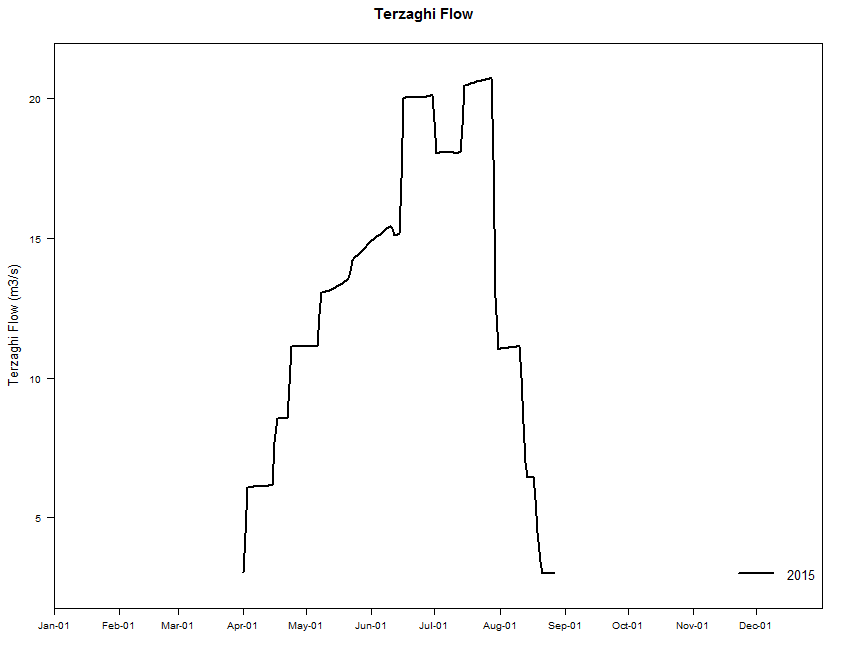 Terzaghi Flow
Terzaghi Flow (m3/s)
20
15
10
5
2015
Jan-01 Feb-01 Mar-01 Apr-01 May-01 Jun-01 Jul-01 Aug-01 Sep-01 Oct-01 Nov-01 Dec-01